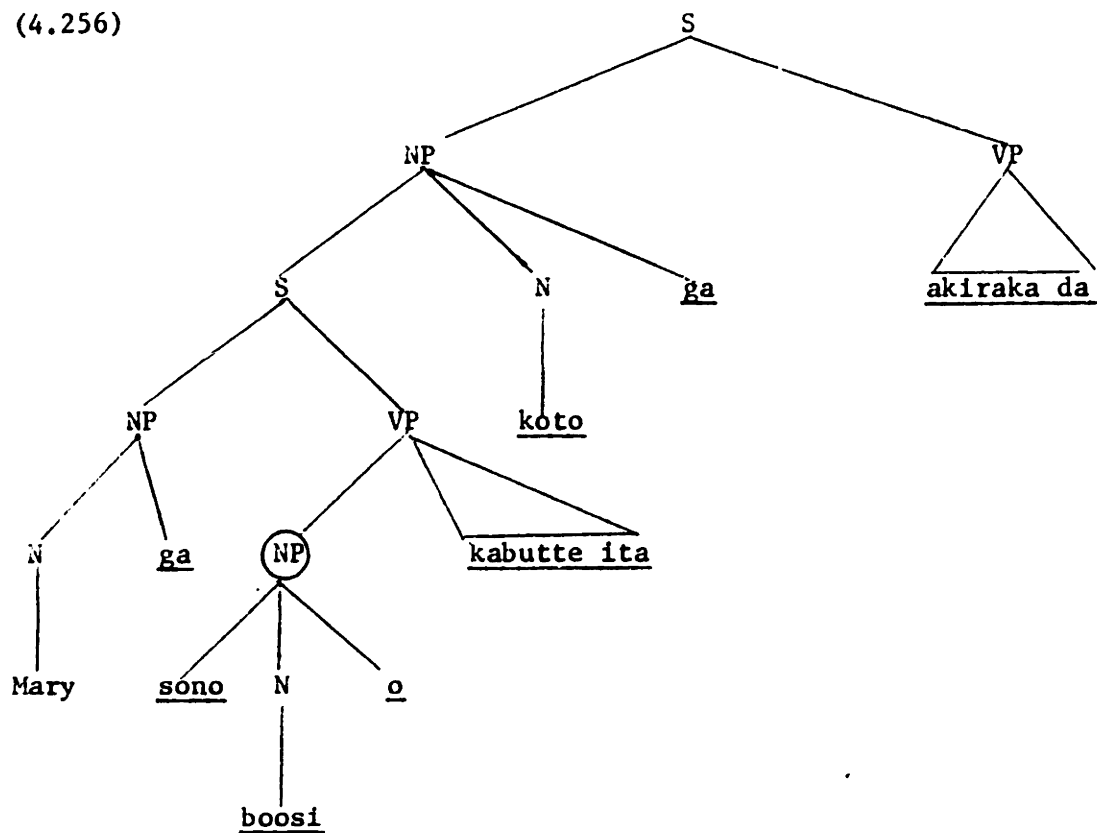 (4.256)
S
NP VP
S N ga akiraka da
NP VP koto
N ga NP kabutte ita
Mary sono N o
boosi